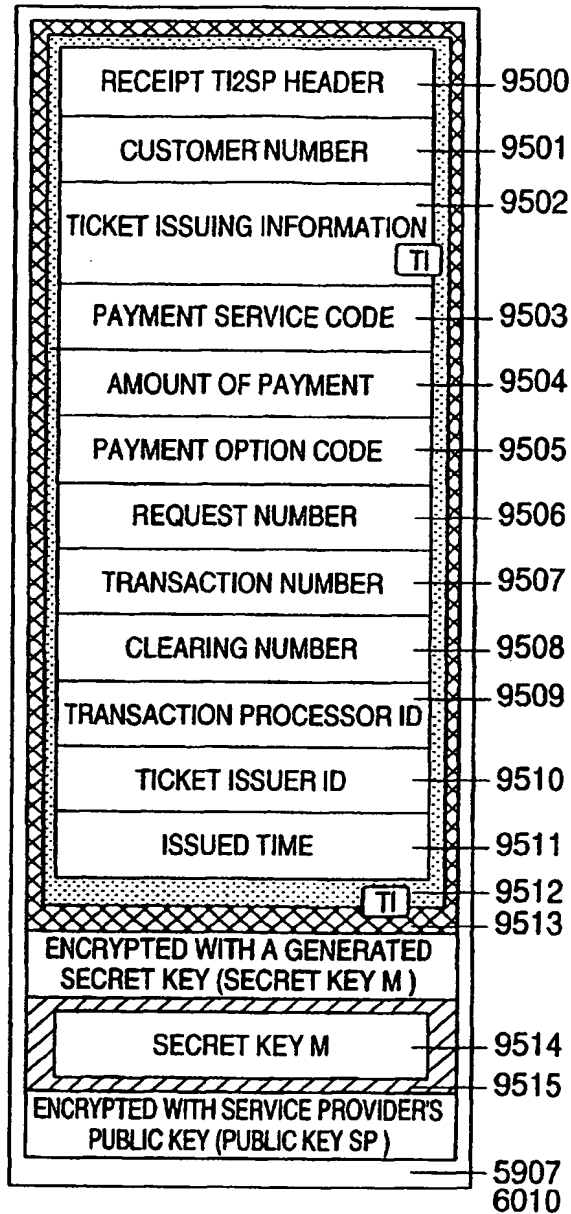 RECEIPT TI2SP HEADER 9500
CUSTOMER NUMBER 9501
9502
TICKET ISSUING INFORMATION
TI
PAYMENT SERVICE CODE 9503
AMOUNT OF PAYMENT 9504
PAYMENT OPTION CODE 9505
REQUEST NUMBER 9506
TRANSACTION NUMBER 9507
CLEARING NUMBER 9508
9509
TRANSACTION PROCESSOR ID
TICKET ISSUER ID 9510
ISSUED TIME 9511
TI 9512
9513
ENCRYPTED WITH A GENERATED
SECRET KEY (SECRET KEY M)
SECRET KEY M 9514
9515
ENCRYPTED WITH SERVICE PROVIDER'S
PUBLIC KEY (PUBLIC KEY SP)
5907
6010